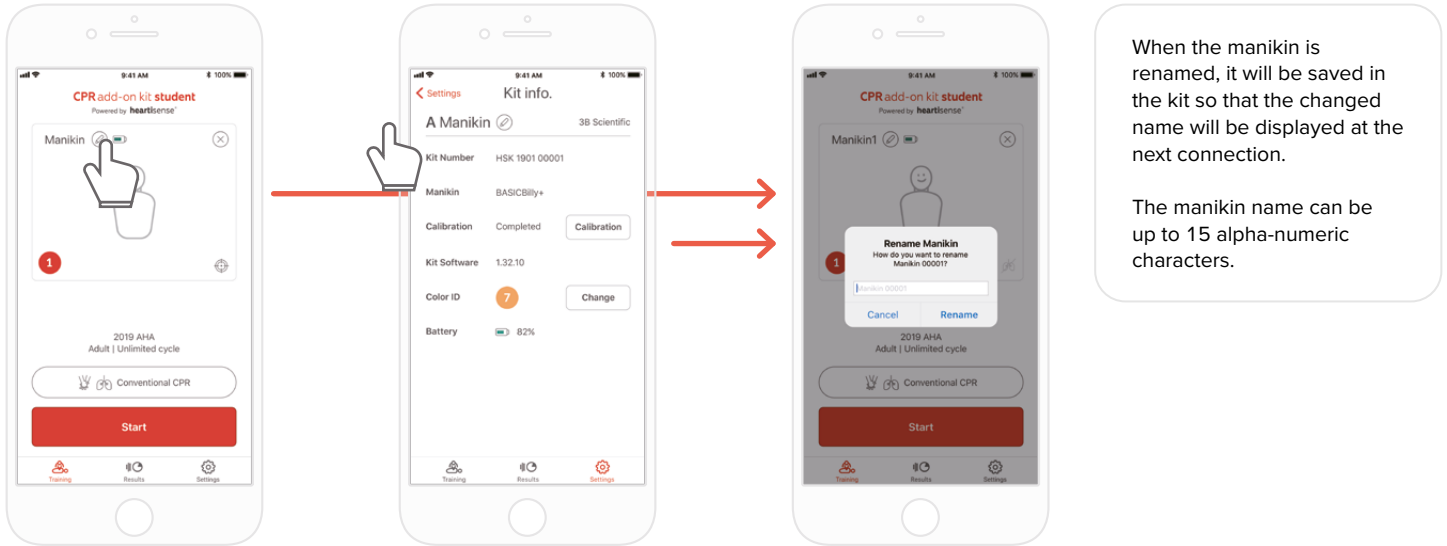 9:41 AM 100%
CPR add-on kit student
Powered by heartisense
Manikin
1
2019 AHA
Adult | Unlimited cycle
Conventional CPR
Start
Training Results Settings
9:41 AM 100%
Settings Kit info.
A Manikin 3B Scientific
Kit Number HSK 1901 00001
Manikin BASICBilly+
Calibration Completed Calibration
Kit Software 1.32.10
Color ID 7 Change
Battery 82%
Training Results Settings
9:41 AM 100%
CPR add-on kit student
Powered by heartisense
Manikin1
Rename Manikin
How do you want to rename
Manikin 00001?
1
Manikin 00001
Cancel Rename
2019 AHA
Adult | Unlimited cycle
Conventional CPR
Start
Training Results Settings
When the manikin is
renamed, it will be saved in
the kit so that the changed
name will be displayed at the
next connection.
The manikin name can be
up to 15 alpha-numeric
characters.